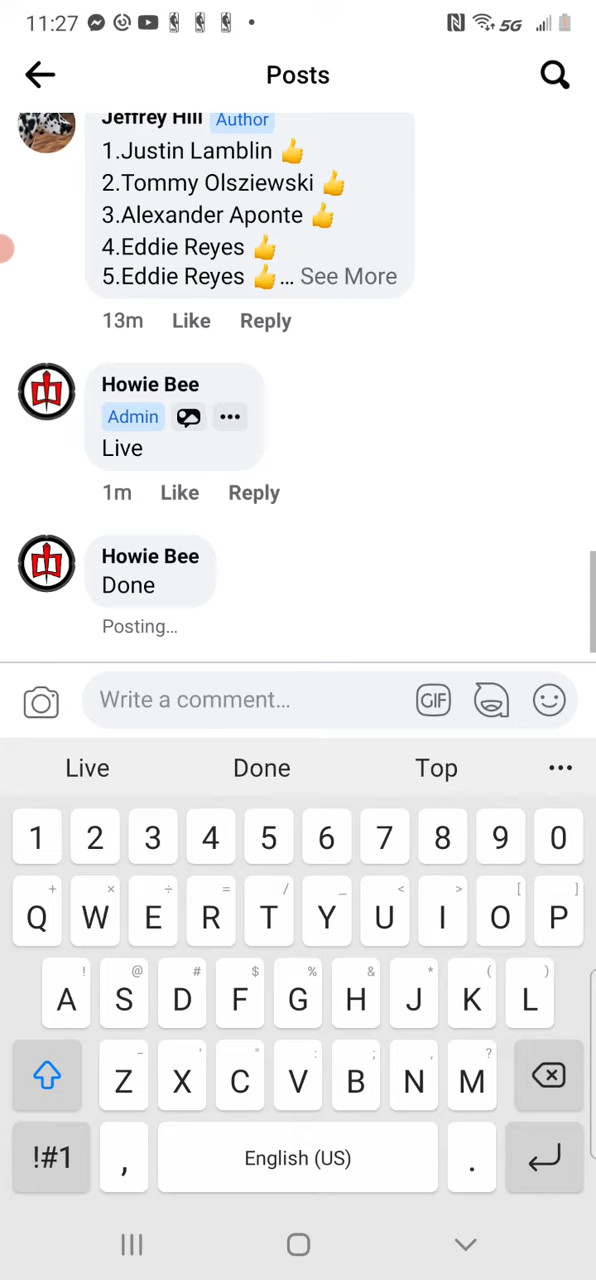 11:27 5G
Posts
Jeffrey Hill Author
1.Justin Lamblin 👍
2.Tommy Olsziewski 👍
3.Alexander Aponte 👍
4.Eddie Reyes 👍
5.Eddie Reyes 👍... See More
13m Like Reply
Howie Bee
Admin
Live
1m Like Reply
Howie Bee
Done
Posting...
Write a comment... GIF
Live Done Top
1 2 3 4 5 6 7 8 9 0
+ × ÷ = / _ < > [ ]
Q W E R T Y U I O P
! @ # $ % & * ( )
A S D F G H J K L
- ' " : ; , ?
Z X C V B N M
!#1 , English (US) .